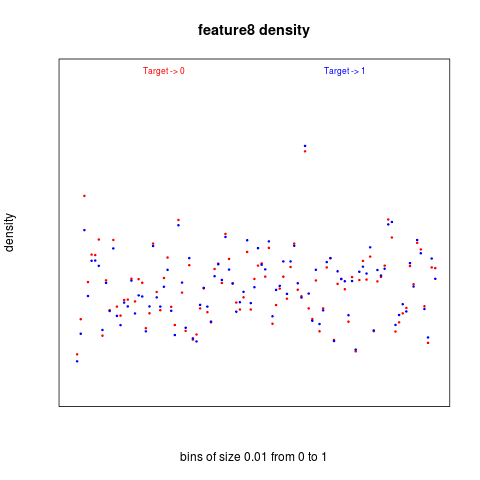 feature8 density
Target -> 0
Target -> 1
density
bins of size 0.01 from 0 to 1